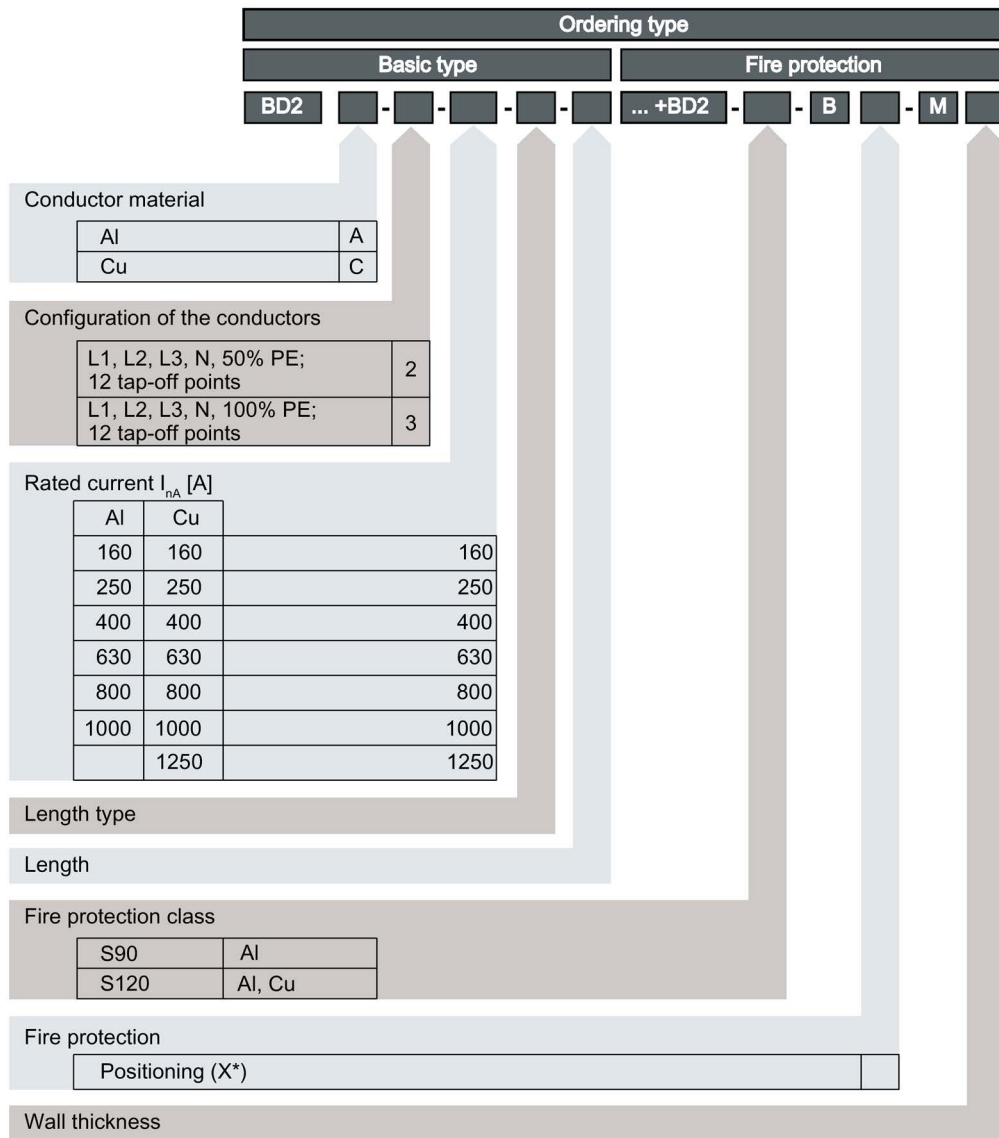 Ordering type
Basic type Fire protection
BD2 - - - - ... +BD2 - - B - M
Conductor material
Al A
Cu C
Configuration of the conductors
L1, L2, L3, N, 50% PE;
12 tap-off points
2
L1, L2, L3, N, 100% PE;
12 tap-off points
3
Rated current InA [A]
Al Cu
160 160 160
250 250 250
400 400 400
630 630 630
800 800 800
1000 1000 1000
1250 1250
Length type
Length
Fire protection class
S90 Al
S120 Al, Cu
Fire protection
Positioning (X*)
Wall thickness